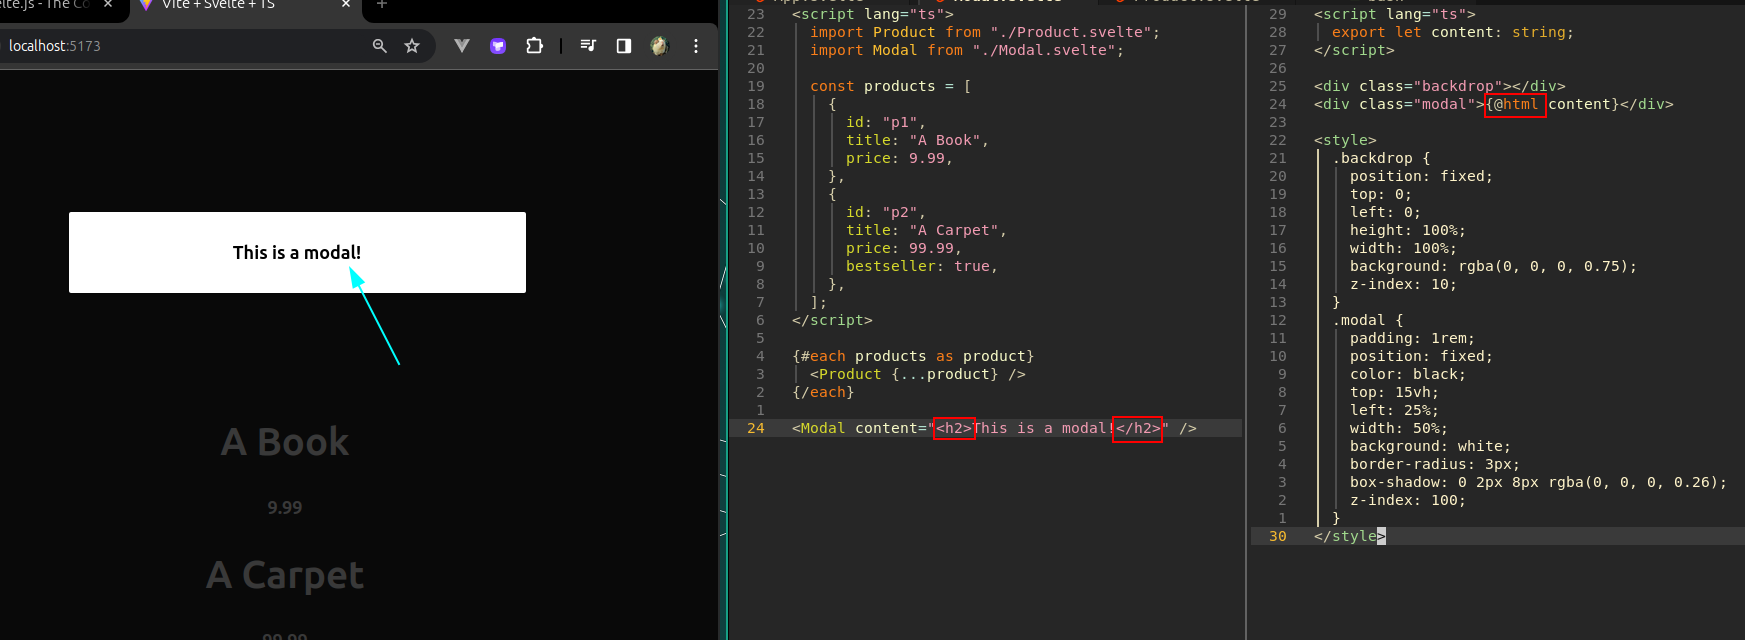 Vite + Svelte + TS
localhost:5173
This is a modal!
A Book
9.99
A Carpet
99.99
23 <script lang="ts">
22 import Product from "./Product.svelte";
21 import Modal from "./Modal.svelte";
20
19 const products = [
18 {
17 id: "p1",
16 title: "A Book",
15 price: 9.99,
14 },
13 {
12 id: "p2",
11 title: "A Carpet",
10 price: 99.99,
9 bestseller: true,
8 },
7 ];
6 </script>
5
4 {#each products as product}
3 <Product {...product} />
2 {/each}
1
24 <Modal content="<h2>This is a modal!</h2>" />
29 <script lang="ts">
28 export let content: string;
27 </script>
26
25 <div class="backdrop"></div>
24 <div class="modal">{@html content}</div>
23
22 <style>
21 .backdrop {
20 position: fixed;
19 top: 0;
18 left: 0;
17 height: 100%;
16 width: 100%;
15 background: rgba(0, 0, 0, 0.75);
14 z-index: 10;
13 }
12 .modal {
11 padding: 1rem;
10 position: fixed;
9 color: black;
8 top: 15vh;
7 left: 25%;
6 width: 50%;
5 background: white;
4 border-radius: 3px;
3 box-shadow: 0 2px 8px rgba(0, 0, 0, 0.26);
2 z-index: 100;
1 }
30 </style>